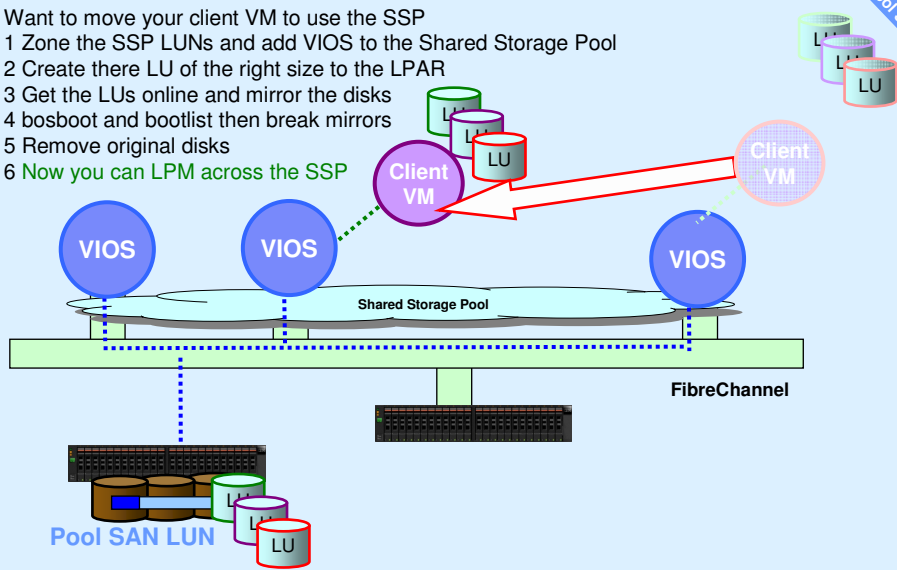 Want to move your client VM to use the SSP
1 Zone the SSP LUNs and add VIOS to the Shared Storage Pool
2 Create there LU of the right size to the LPAR
3 Get the LUs online and mirror the disks
4 bosboot and bootlist then break mirrors
5 Remove original disks
6 Now you can LPM across the SSP
LU
LU
LU
LU
LU
LU
Client
VM
Client
VM
VIOS
VIOS
VIOS
Shared Storage Pool
FibreChannel
LU
LU
LU
Pool SAN LUN